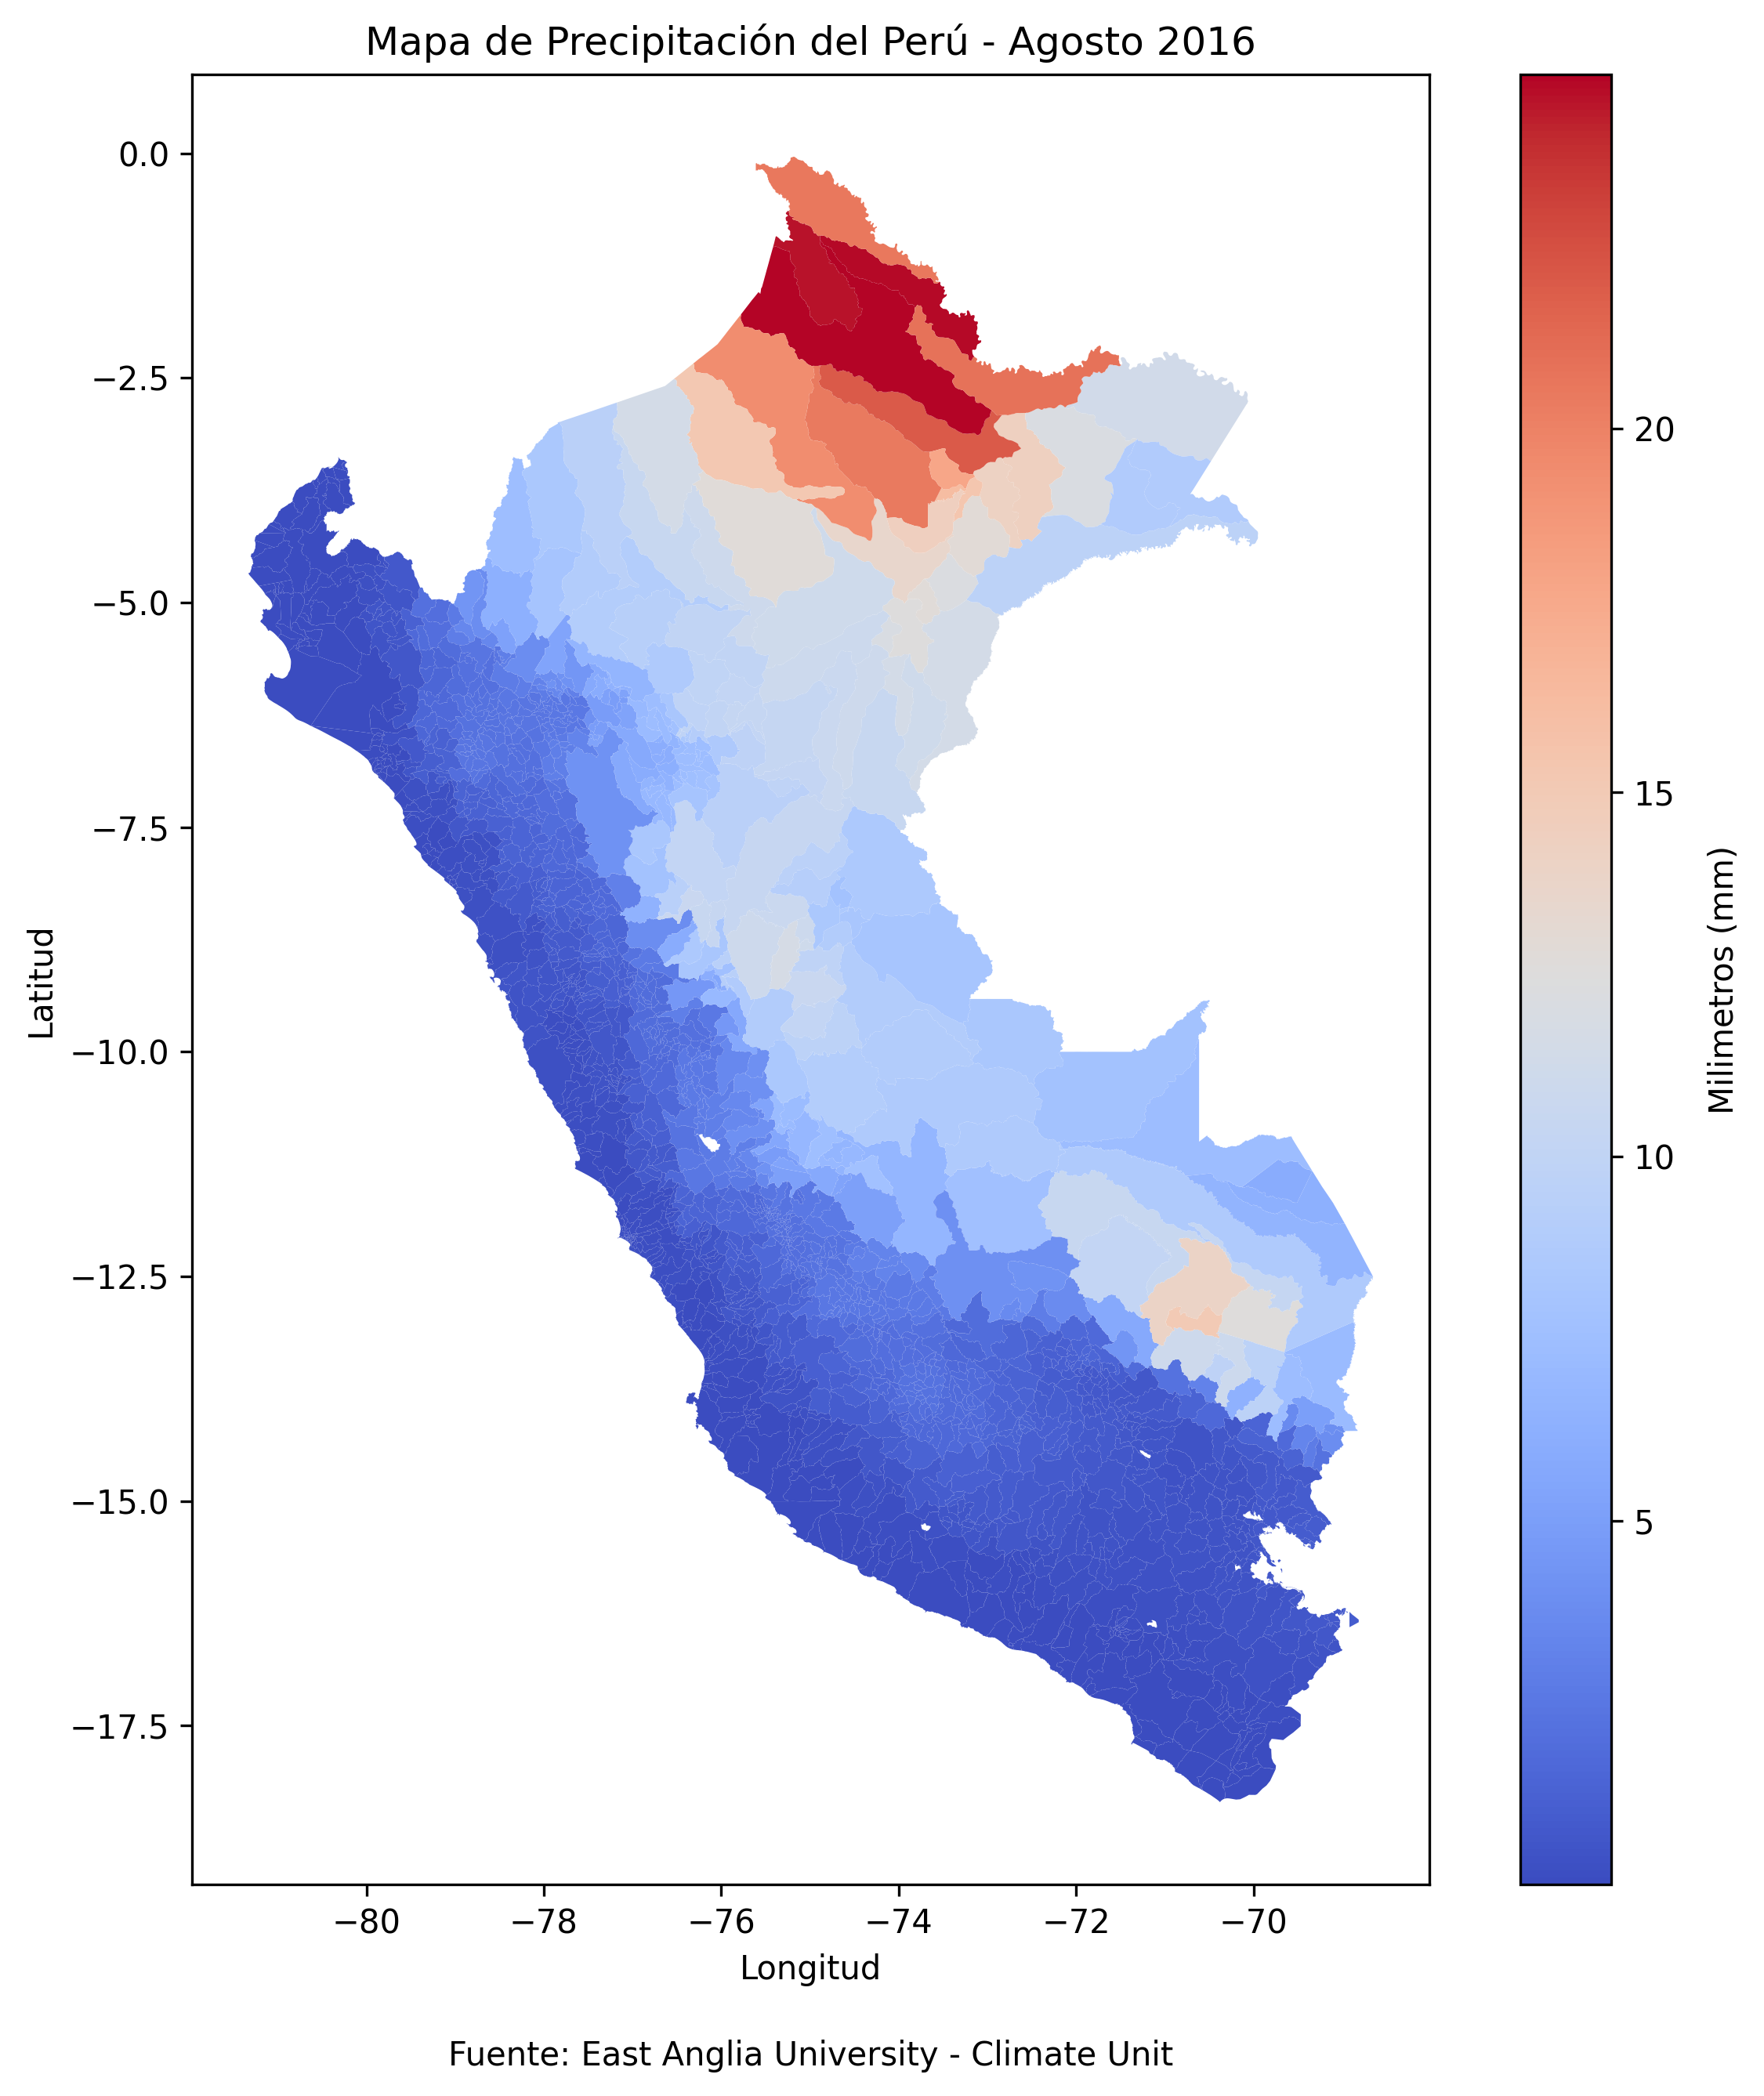 Mapa de Precipitación del Perú - Agosto 2016
0.0
−2.5
−5.0
−7.5
−10.0
−12.5
−15.0
−17.5
Latitud
−80 −78 −76 −74 −72 −70
Longitud
20
15
10
5
Milimetros (mm)
Fuente: East Anglia University - Climate Unit